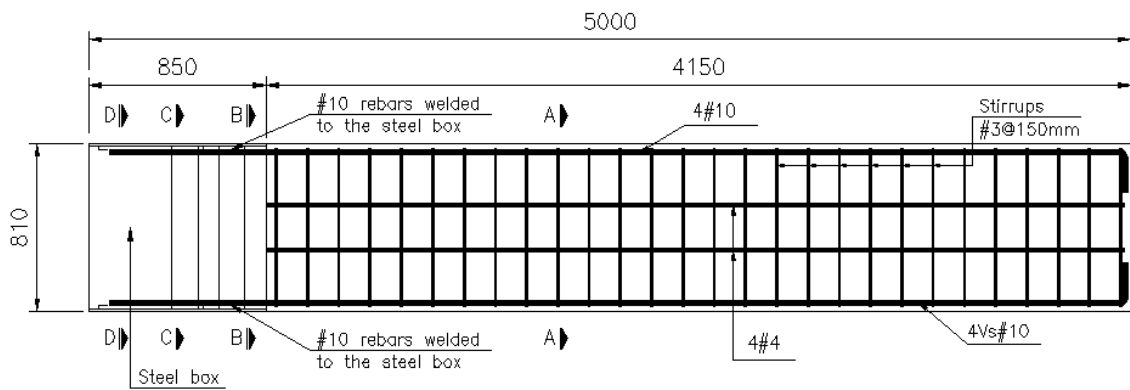 5000
850
4150
D
C
B
#10 rebars welded
to the steel box
A
4#10
Stirrups
#3@150mm
810
D
C
B
#10 rebars welded
to the steel box
A
4#4
4Vs#10
Steel box